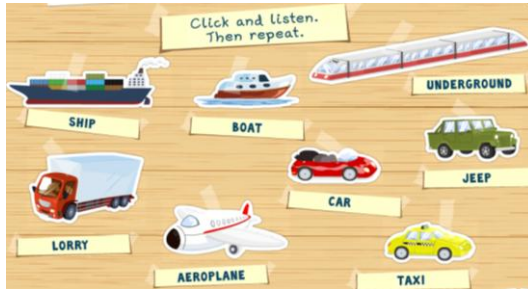 Click and listen.
Then repeat.
UNDERGROUND
SHIP
BOAT
JEEP
CAR
LORRY
AEROPLANE
TAXI